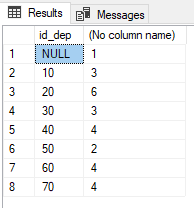 Results Messages
id_dep (No column name)
1 NULL 1
2 10 3
3 20 6
4 30 3
5 40 4
6 50 2
7 60 4
8 70 4